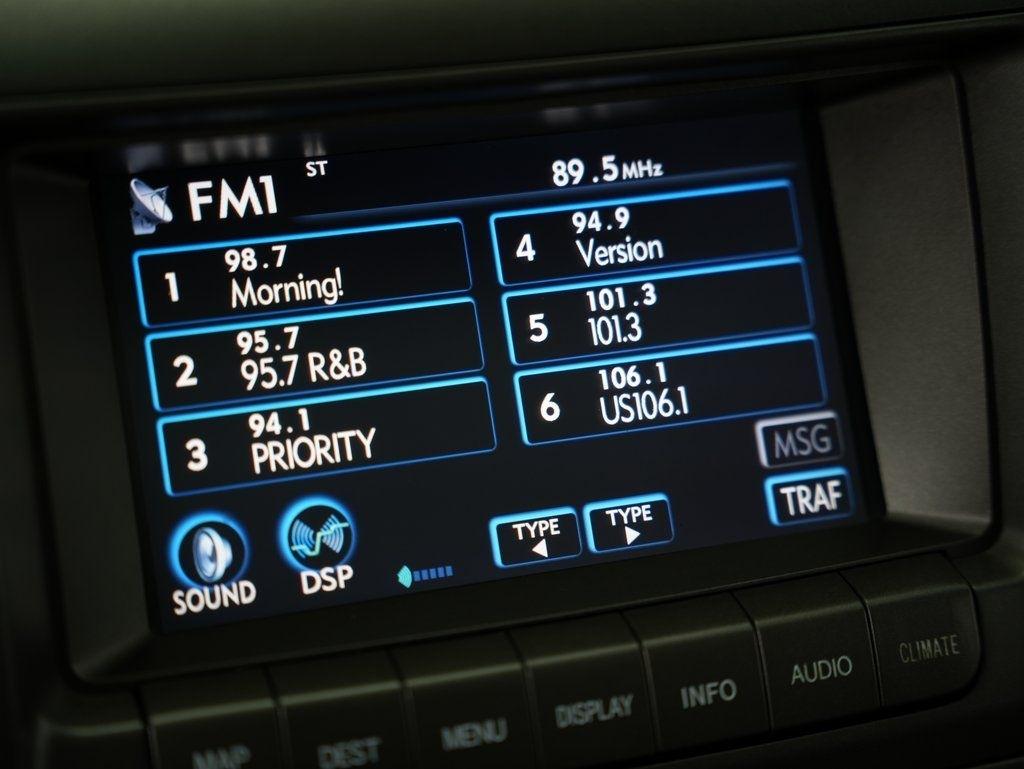 FM1 ST 89.5 MHz
1 98.7
Morning!
2 95.7
95.7 R&B
3 94.1
PRIORITY
4 94.9
Version
5 101.3
101.3
6 106.1
US106.1
MSG
TRAF
SOUND
DSP
TYPE
TYPE
MAP DEST MENU DISPLAY INFO AUDIO CLIMATE